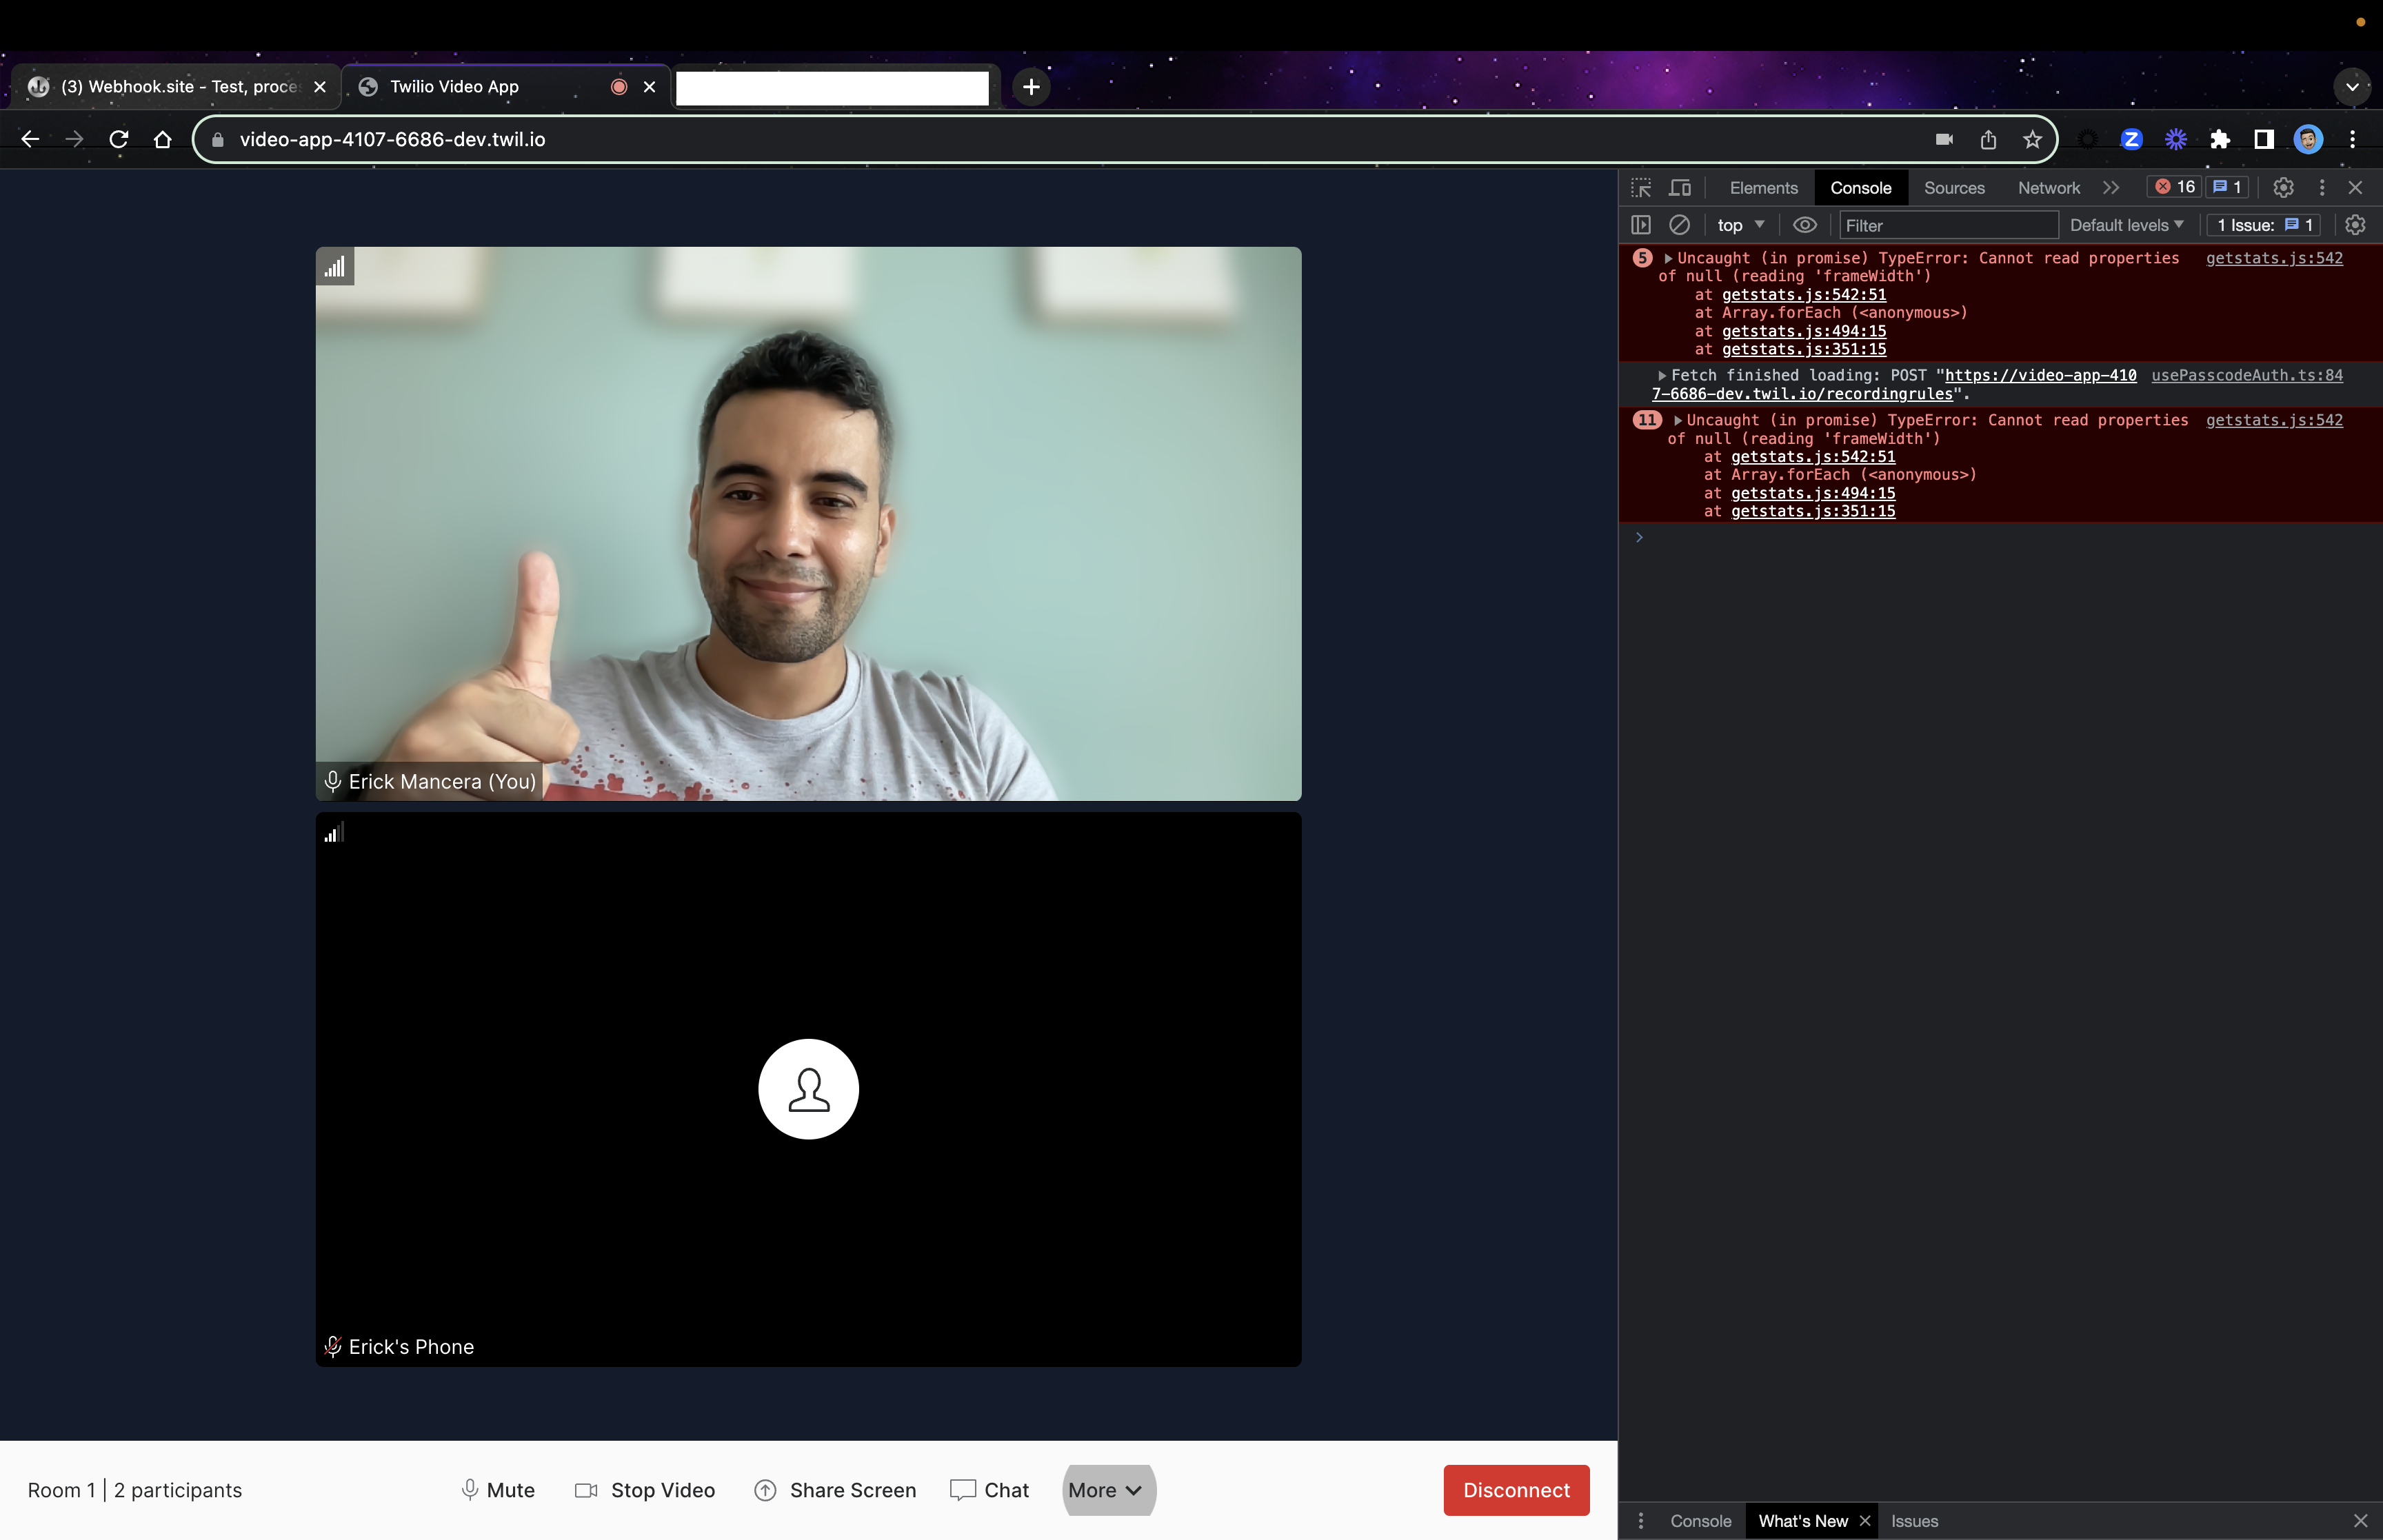 (3) Webhook.site - Test, proce
Twilio Video App
video-app-4107-6686-dev.twil.io
Elements
Console
Sources
Network
16
1
top
Filter
Default levels
1 Issue:
1
5
Uncaught (in promise) TypeError: Cannot read properties
getstats.js:542
of null (reading 'frameWidth')
at getstats.js:542:51
at Array.forEach (<anonymous>)
at getstats.js:494:15
at getstats.js:351:15
Fetch finished loading: POST "https://video-app-410
usePasscodeAuth.ts:84
7-6686-dev.twil.io/recordingrules".
11
Uncaught (in promise) TypeError: Cannot read properties
getstats.js:542
of null (reading 'frameWidth')
at getstats.js:542:51
at Array.forEach (<anonymous>)
at getstats.js:494:15
at getstats.js:351:15
Erick Mancera (You)
Erick's Phone
Room 1 | 2 participants
Mute
Stop Video
Share Screen
Chat
More
Disconnect
Console
What's New
Issues